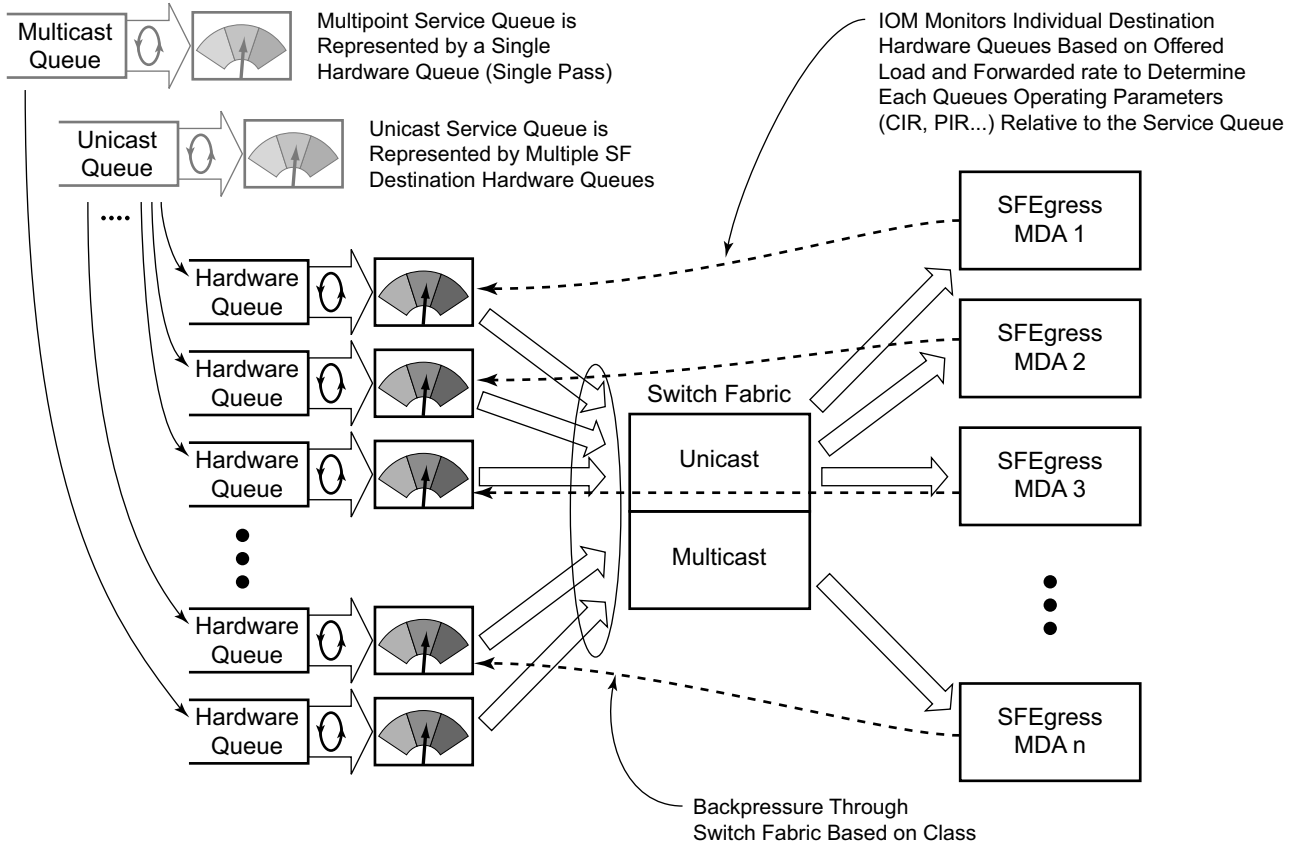 Multicast
Queue
Multipoint Service Queue is
Represented by a Single
Hardware Queue (Single Pass)
IOM Monitors Individual Destination
Hardware Queues Based on Offered
Load and Forwarded rate to Determine
Each Queues Operating Parameters
(CIR, PIR...) Relative to the Service Queue
Unicast
Queue
Unicast Service Queue is
Represented by Multiple SF
Destination Hardware Queues
....
SFEgress
MDA 1
Hardware
Queue
SFEgress
MDA 2
Hardware
Queue
Switch Fabric
Hardware
Queue
Unicast
SFEgress
MDA 3
Multicast
Hardware
Queue
Hardware
Queue
SFEgress
MDA n
Backpressure Through
Switch Fabric Based on Class